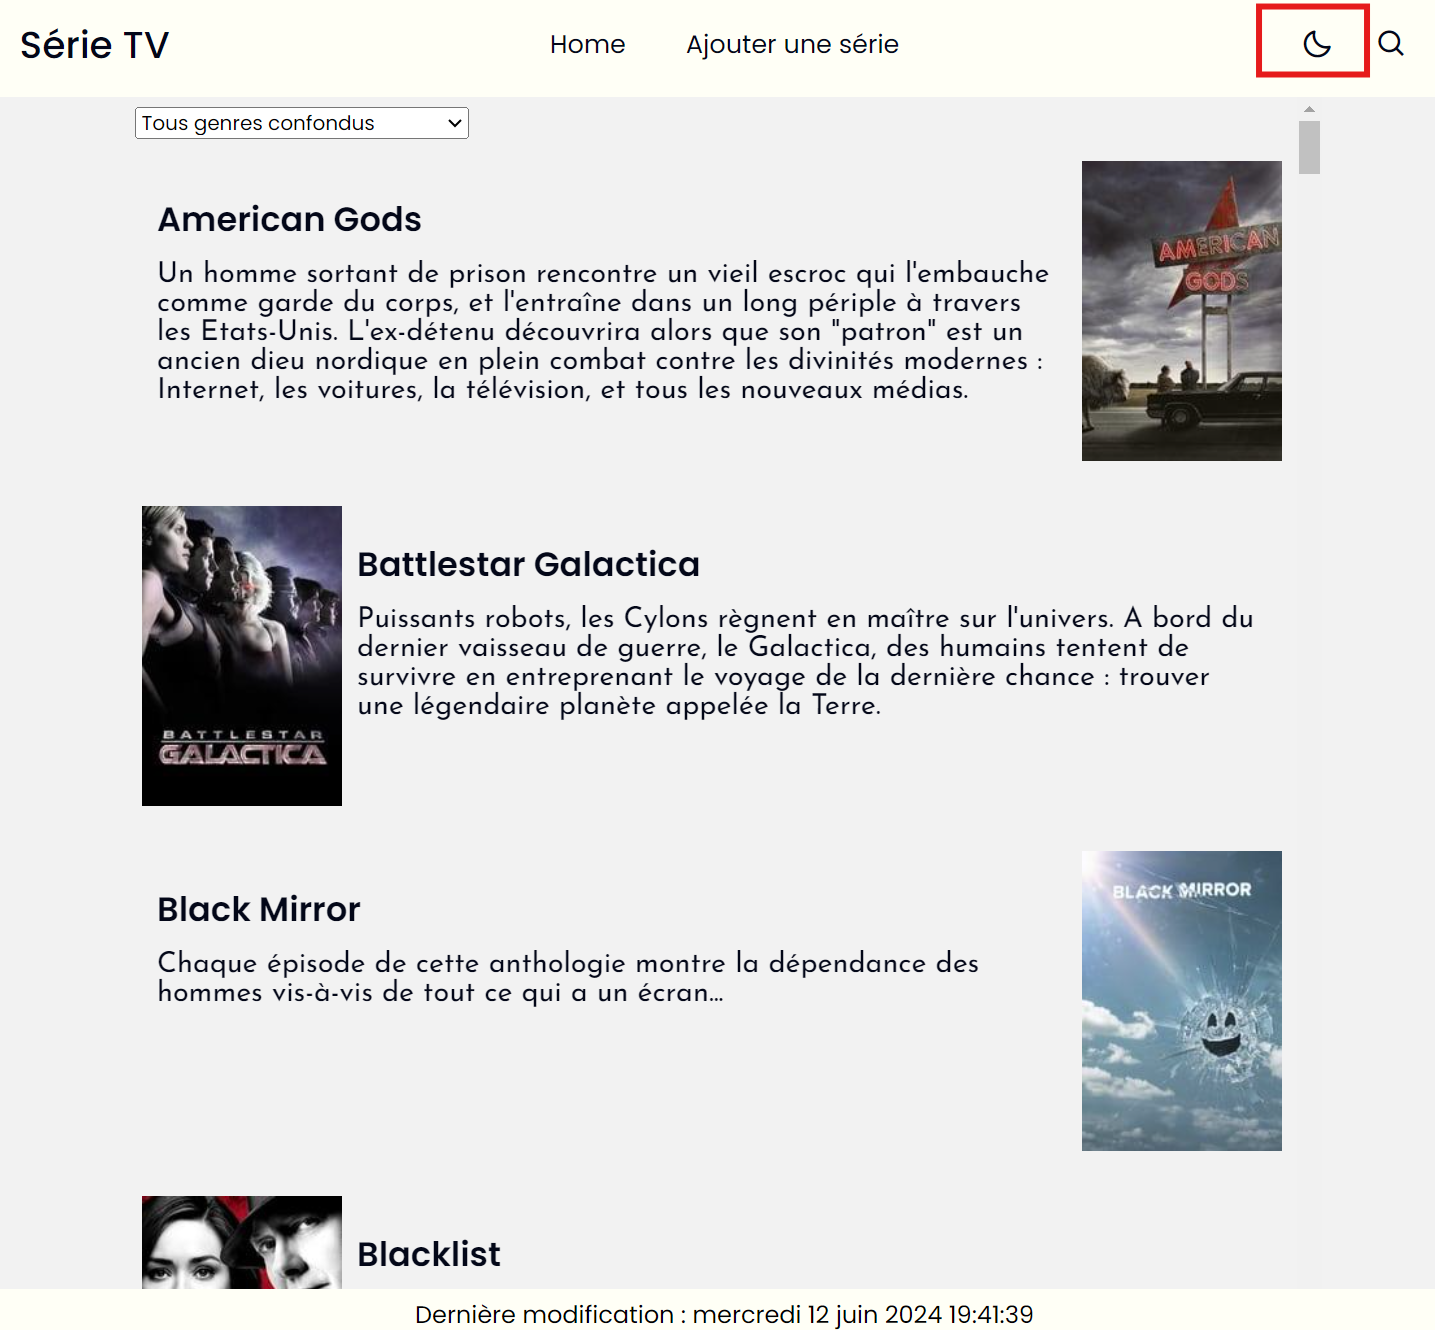 Série TV
Home
Ajouter une série
Tous genres confondus
American Gods
Un homme sortant de prison rencontre un vieil escroc qui l'embauche
comme garde du corps, et l'entraîne dans un long périple à travers
les Etats-Unis. L'ex-détenu découvrira alors que son "patron" est un
ancien dieu nordique en plein combat contre les divinités modernes :
Internet, les voitures, la télévision, et tous les nouveaux médias.
AMERICAN
GODS
Battlestar Galactica
Puissants robots, les Cylons règnent en maître sur l'univers. A bord du
dernier vaisseau de guerre, le Galactica, des humains tentent de
survivre en entreprenant le voyage de la dernière chance : trouver
une légendaire planète appelée la Terre.
BATTLESTAR
GALACTICA
Black Mirror
Chaque épisode de cette anthologie montre la dépendance des
hommes vis-à-vis de tout ce qui a un écran...
BLACK MIRROR
Blacklist
Dernière modification : mercredi 12 juin 2024 19:41:39